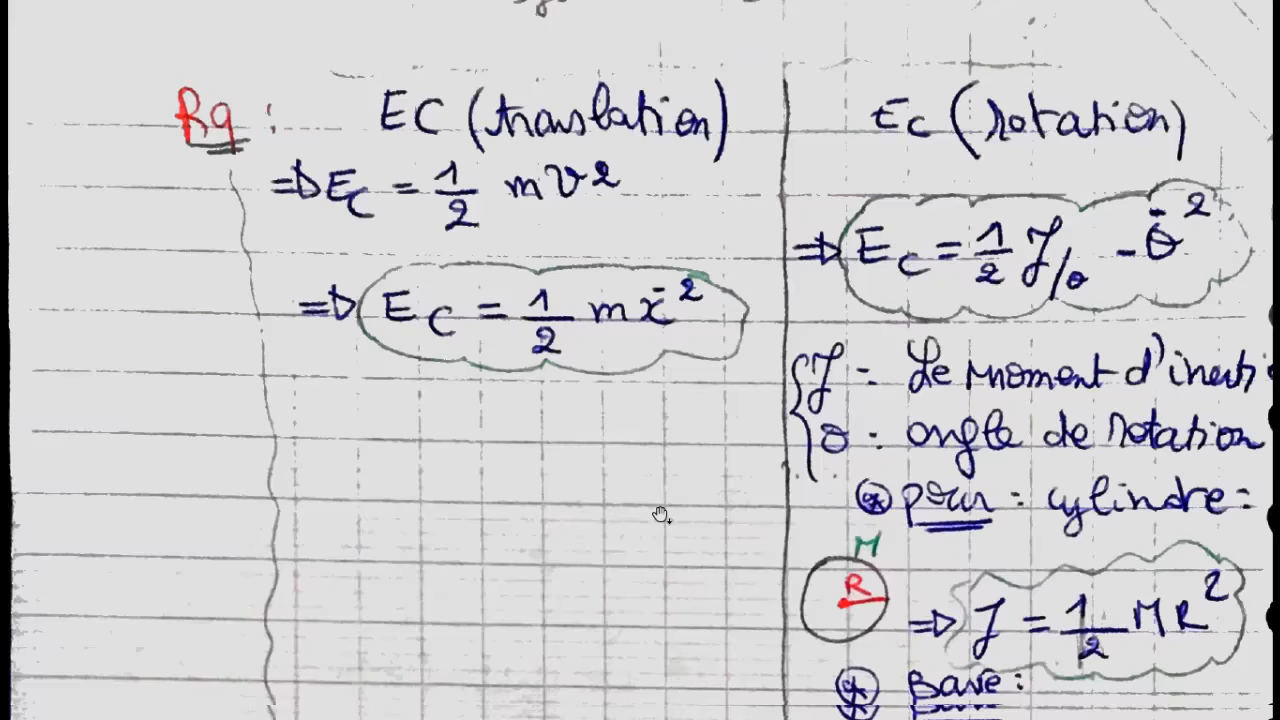 Rq :
EC (translation)
=> Ec = 1/2 mv2
=> Ec = 1/2 mẋ²
Ec (rotation)
=> Ec = 1/2 J/o - θ̇²
J = Le moment d'inerti
θ : angle de rotation
⊛ pour : cylindre :
M
R
=> J = 1/2 MR²
⊛ Bare :